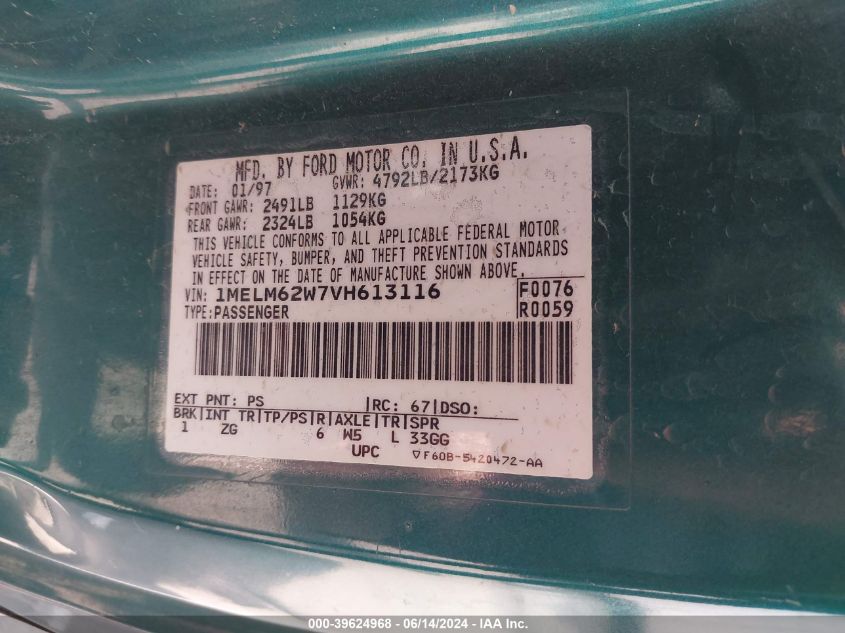 MFD. BY FORD MOTOR CO. IN U.S.A.
DATE: 01/97 GVWR: 4792LB/2173KG
FRONT GAWR: 2491LB 1129KG
REAR GAWR: 2324LB 1054KG
THIS VEHICLE CONFORMS TO ALL APPLICABLE FEDERAL MOTOR
VEHICLE SAFETY, BUMPER, AND THEFT PREVENTION STANDARDS
IN EFFECT ON THE DATE OF MANUFACTURE SHOWN ABOVE.
VIN: 1MELM62W7VH613116 F0076
TYPE: PASSENGER R0059
EXT PNT: PS |RC: 67|DSO:
BRK|INT TR|TP/PS|R|AXLE|TR|SPR
1 ZG 6 W5 L 33GG
UPC ▽F60B-5420472-AA
000-39624968 - 06/14/2024 - IAA Inc.